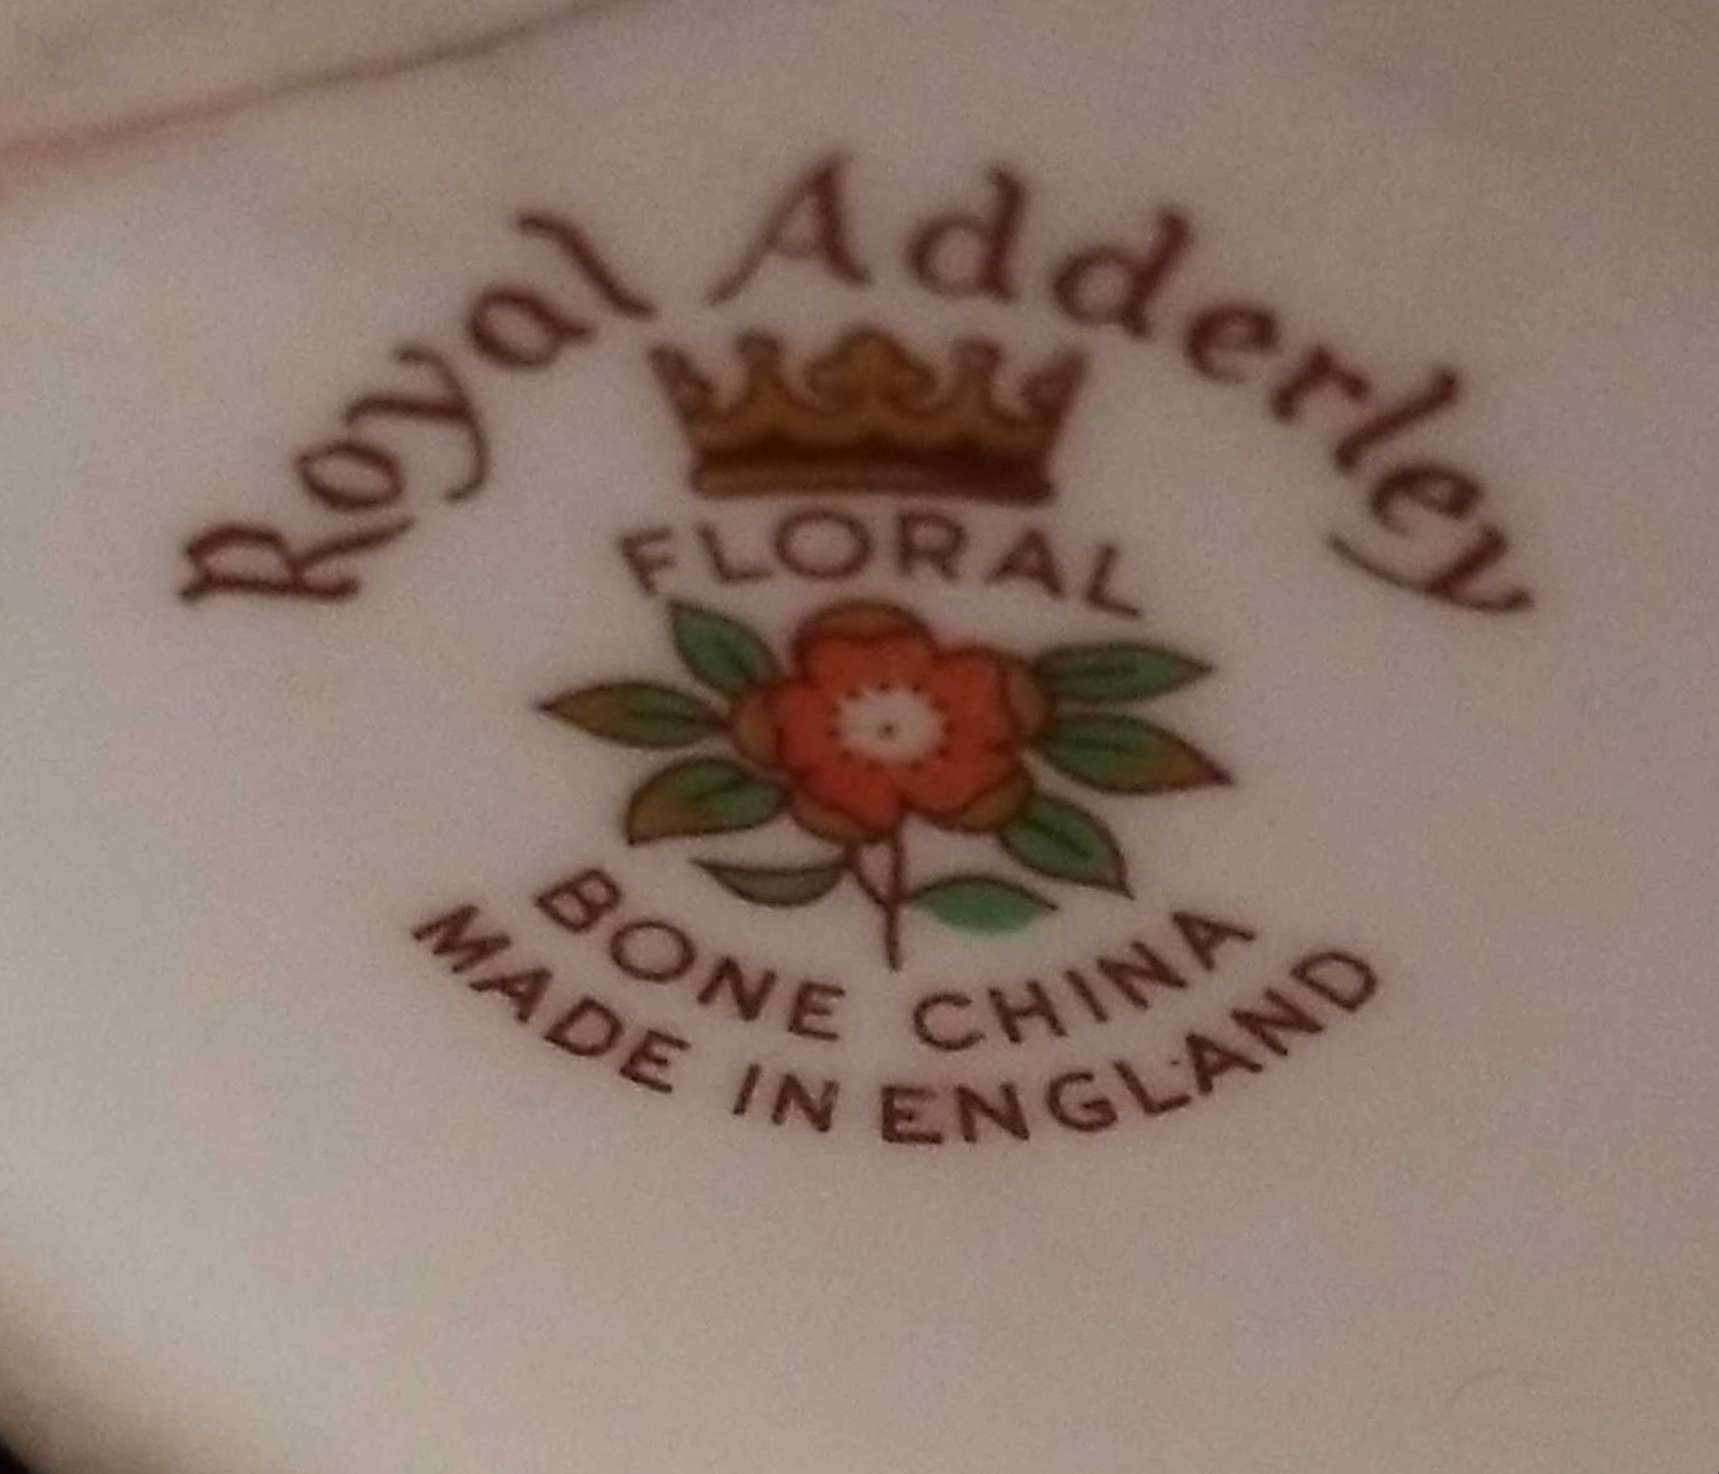 Royal Adderley
FLORAL
BONE CHINA
MADE IN ENGLAND